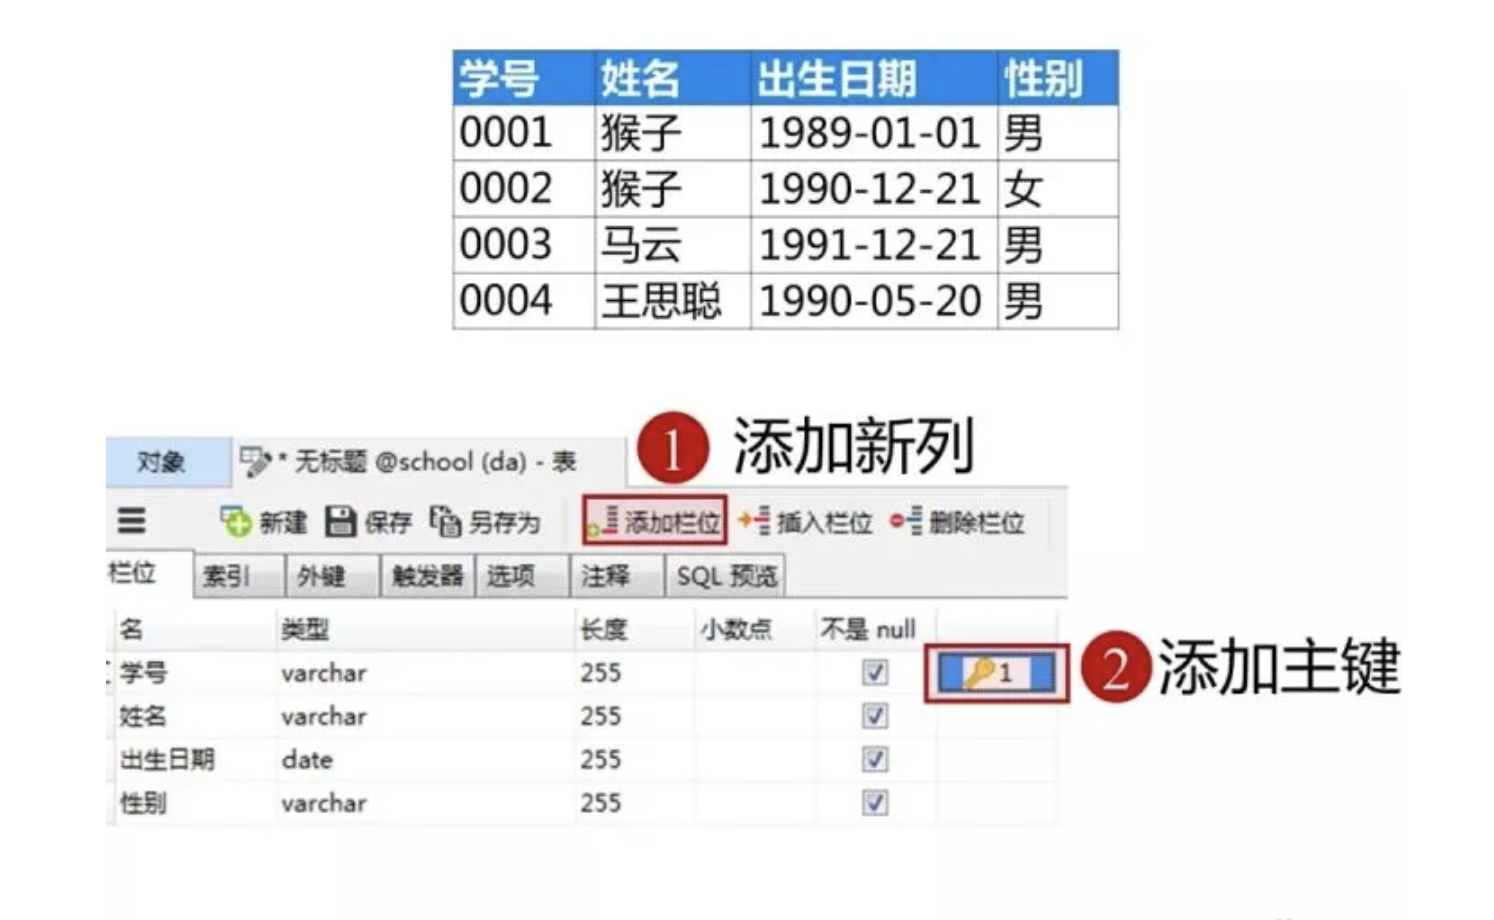 学号 姓名 出生日期 性别
0001 猴子 1989-01-01 男
0002 猴子 1990-12-21 女
0003 马云 1991-12-21 男
0004 王思聪 1990-05-20 男
1 添加新列
对象 * 无标题 @school (da) - 表
新建 保存 另存为 添加栏位 插入栏位 删除栏位
栏位 索引 外键 触发器 选项 注释 SQL 预览
名 类型 长度 小数点 不是 null
学号 varchar 255 1
2 添加主键
姓名 varchar 255
出生日期 date 255
性别 varchar 255